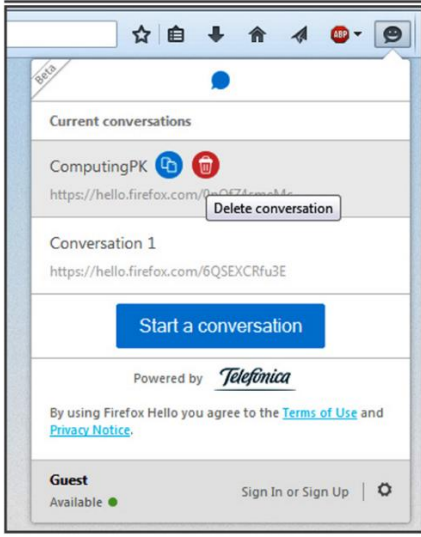 ABP
Beta
Current conversations
ComputingPK
https://hello.firefox.com/
Delete conversation
Conversation 1
https://hello.firefox.com/6QSEXCRfu3E
Start a conversation
Powered by Telefónica
By using Firefox Hello you agree to the Terms of Use and
Privacy Notice.
Guest
Available
Sign In or Sign Up